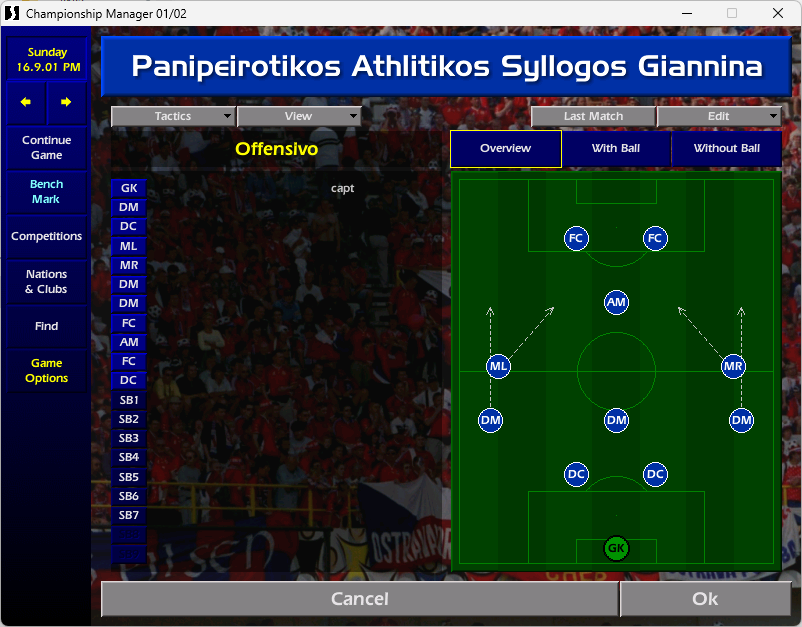 Championship Manager 01/02
Sunday
16.9.01 PM
Panipeirotikos Athlitikos Syllogos Giannina
Continue
Game
Bench
Mark
Competitions
Nations
& Clubs
Find
Game
Options
Tactics
View
Last Match
Edit
Offensivo
Overview
With Ball
Without Ball
GK
capt
DM
DC
ML
MR
DM
DM
FC
AM
FC
DC
SB1
SB2
SB3
SB4
SB5
SB6
SB7
FC FC
AM
ML MR
DM DM DM
DC DC
GK
Cancel
Ok